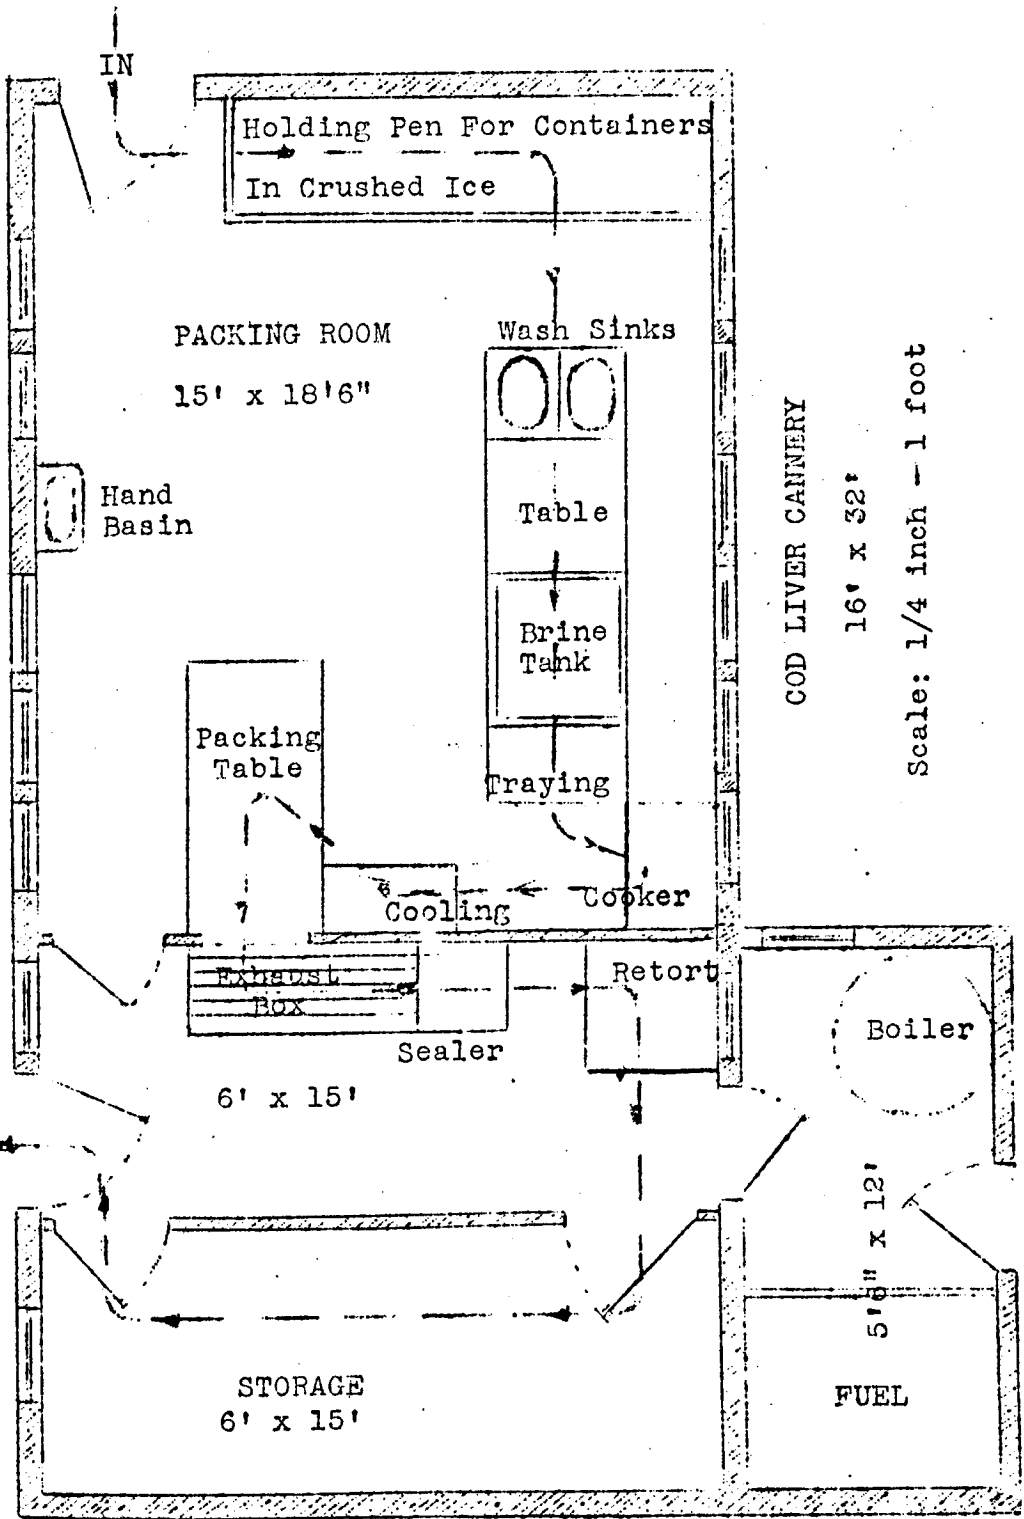 IN
Holding Pen For Containers
In Crushed Ice
PACKING ROOM
15' x 18'6"
Wash Sinks
Hand
Basin
Table
Brine
Tank
Packing
Table
Traying
Cooling
Cooker
Exhaust
Box
Sealer
Retort
Boiler
6' x 15'
5'6" x 12'
STORAGE
6' x 15'
FUEL
COD LIVER CANNERY
16' x 32'
Scale: 1/4 inch - 1 foot